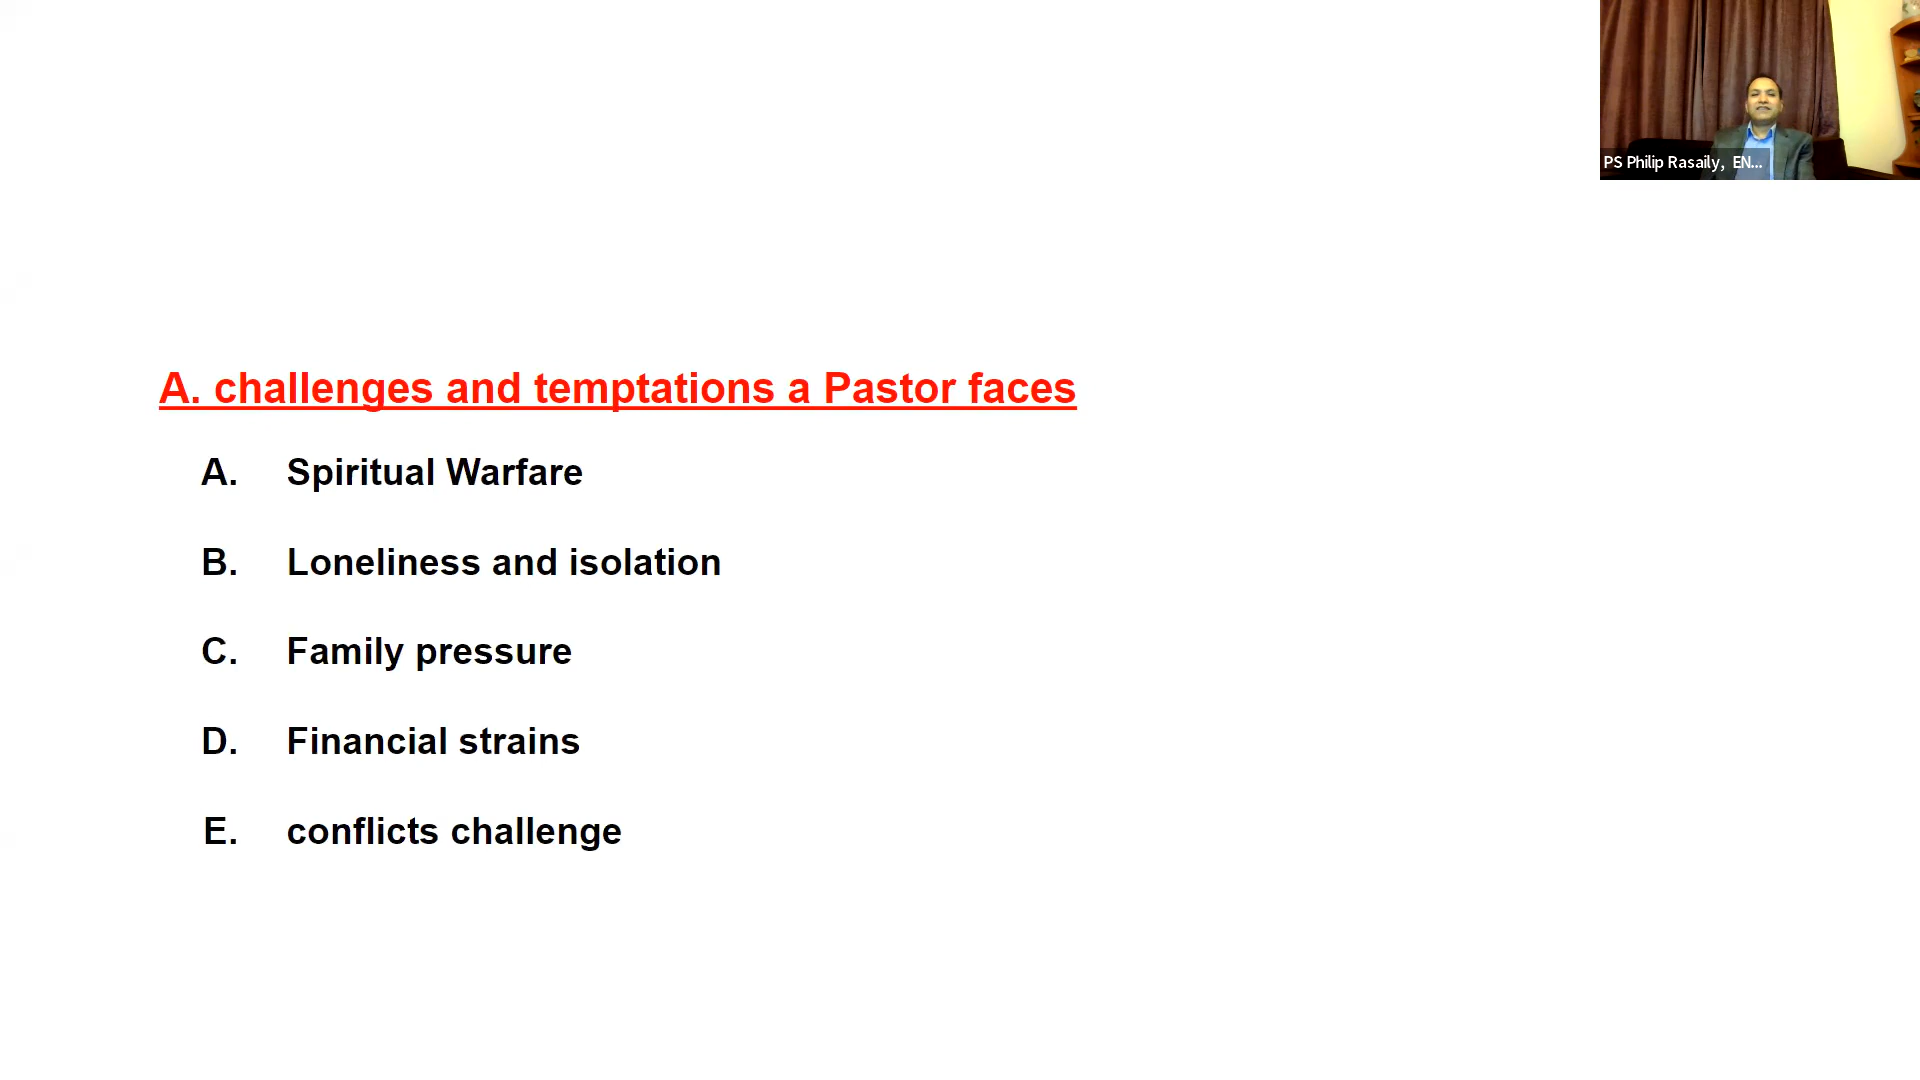 PS Philip Rasaily, EN...
A. challenges and temptations a Pastor faces
A. Spiritual Warfare
B. Loneliness and isolation
C. Family pressure
D. Financial strains
E. conflicts challenge